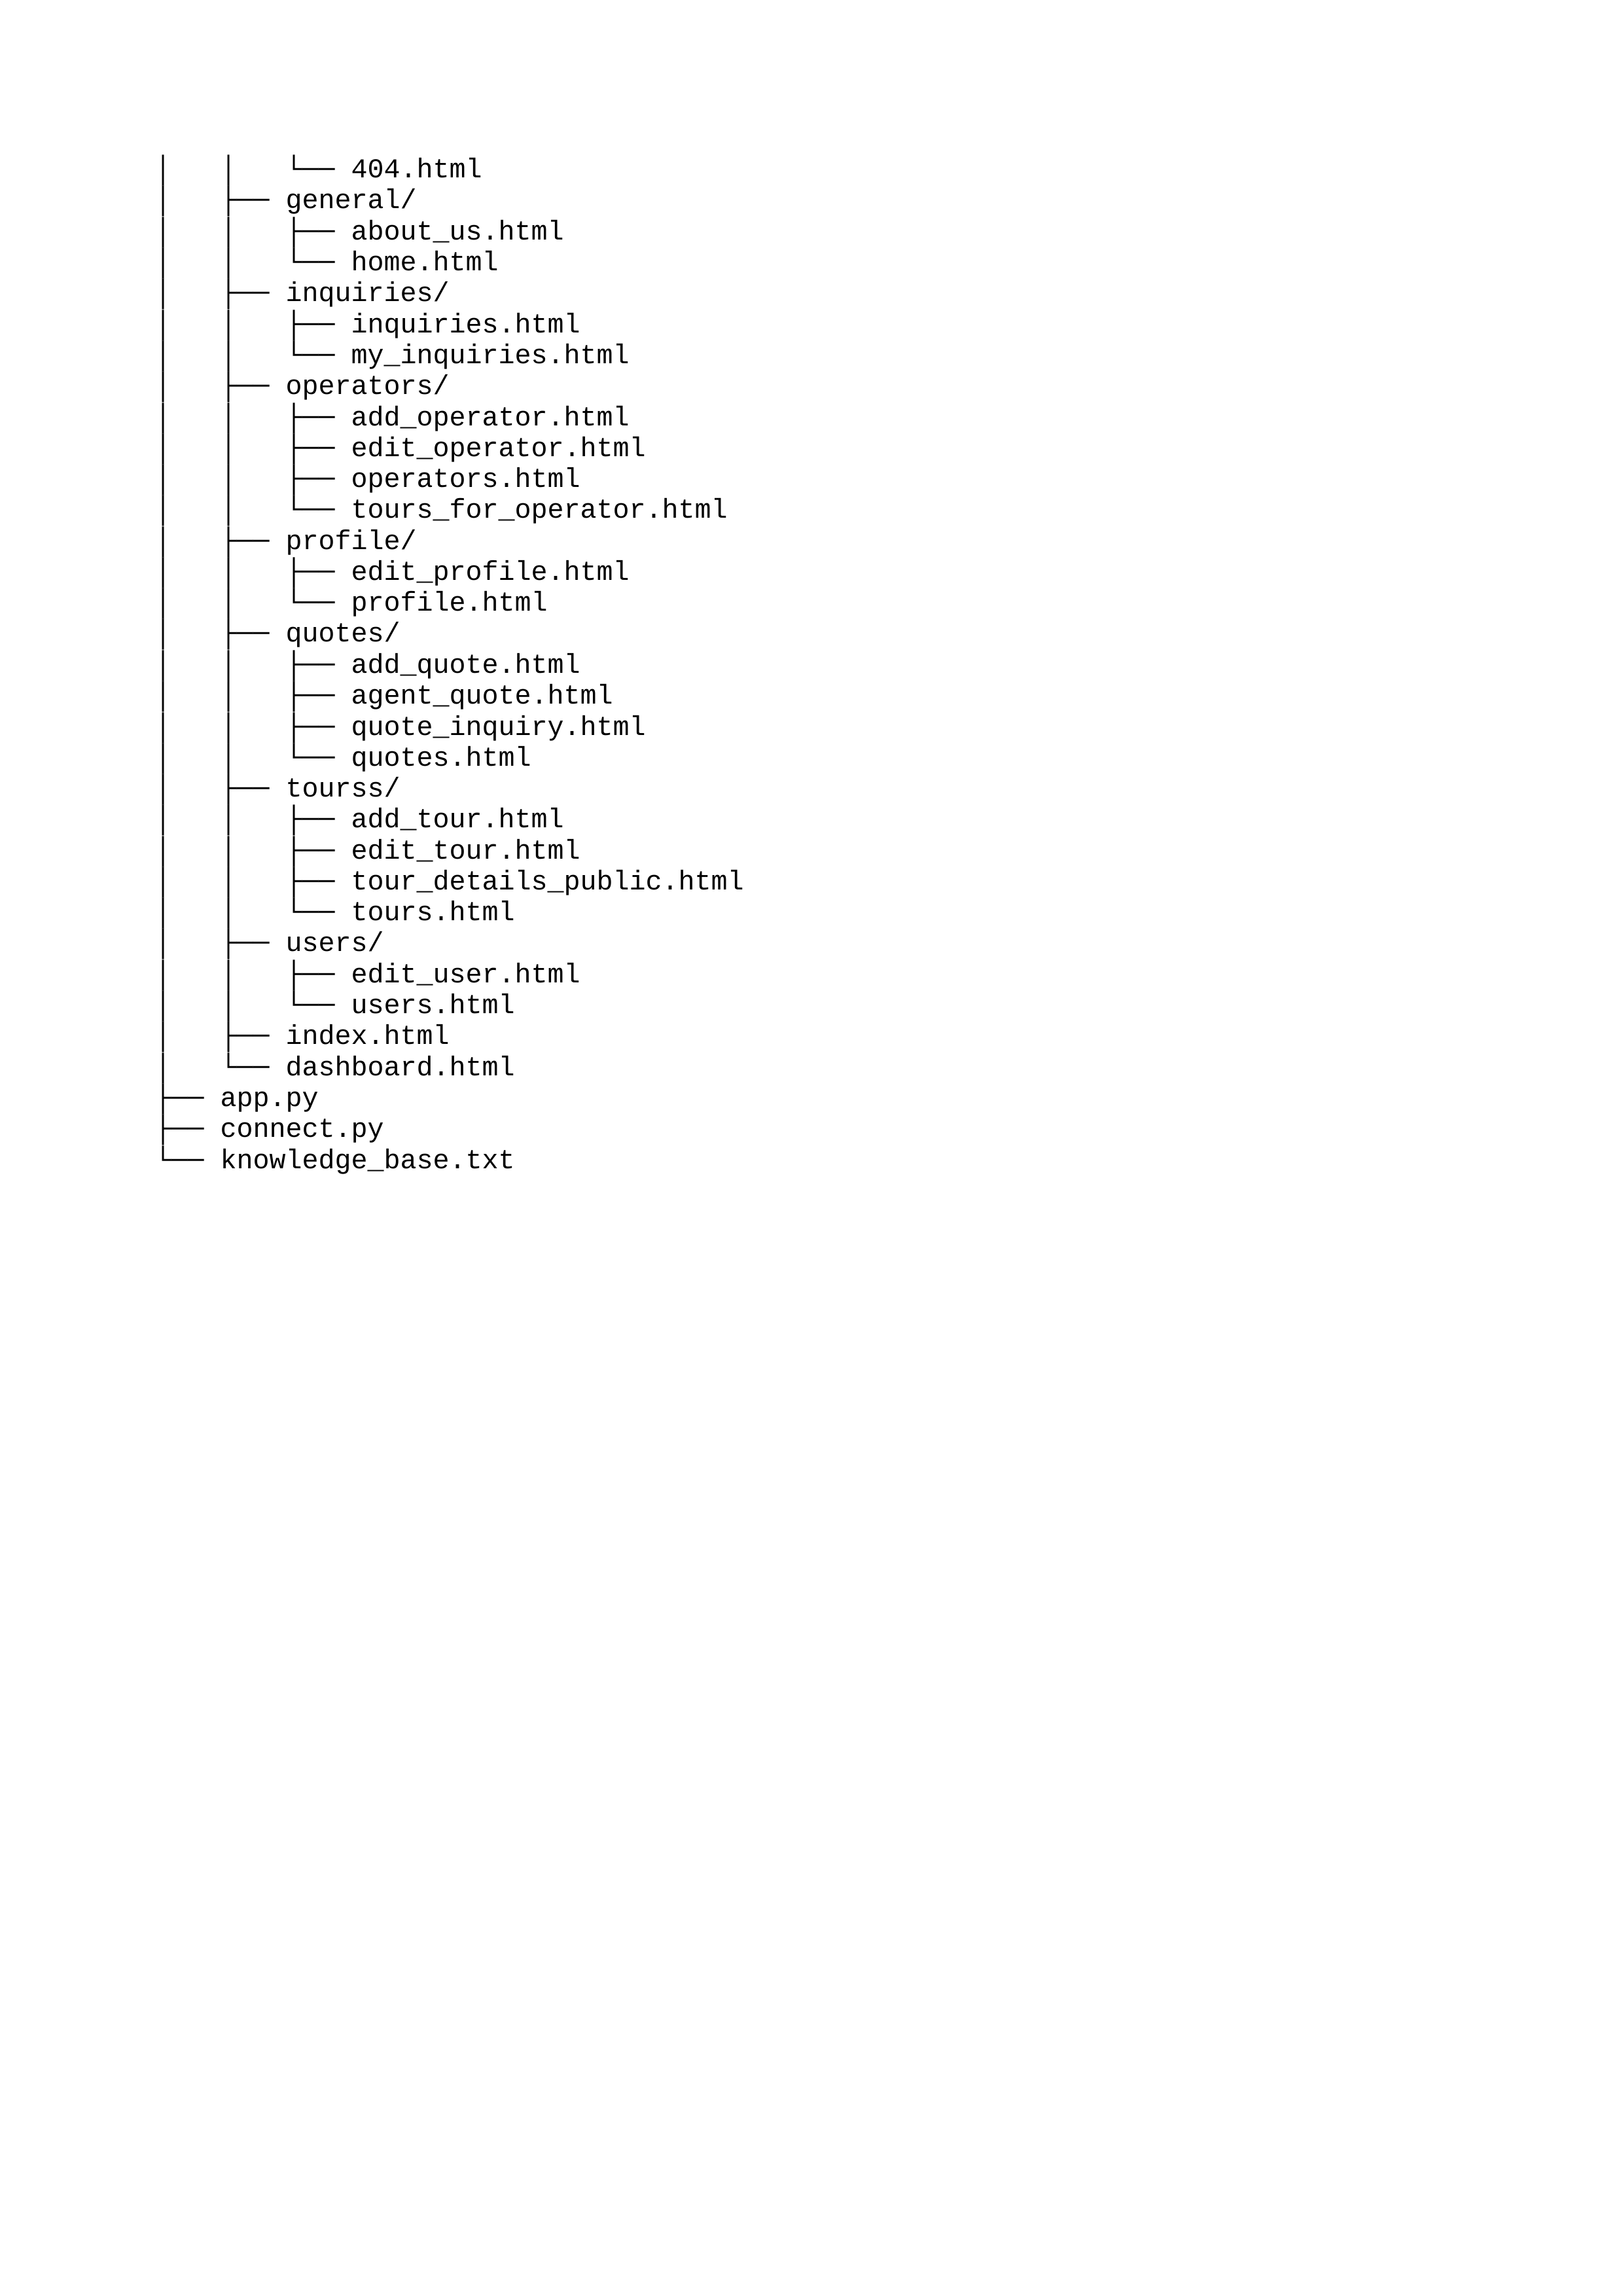 │   │   └── 404.html
│   ├── general/
│   │   ├── about_us.html
│   │   └── home.html
│   ├── inquiries/
│   │   ├── inquiries.html
│   │   └── my_inquiries.html
│   ├── operators/
│   │   ├── add_operator.html
│   │   ├── edit_operator.html
│   │   ├── operators.html
│   │   └── tours_for_operator.html
│   ├── profile/
│   │   ├── edit_profile.html
│   │   └── profile.html
│   ├── quotes/
│   │   ├── add_quote.html
│   │   ├── agent_quote.html
│   │   ├── quote_inquiry.html
│   │   └── quotes.html
│   ├── tourss/
│   │   ├── add_tour.html
│   │   ├── edit_tour.html
│   │   ├── tour_details_public.html
│   │   └── tours.html
│   ├── users/
│   │   ├── edit_user.html
│   │   └── users.html
│   ├── index.html
│   └── dashboard.html
├── app.py
├── connect.py
└── knowledge_base.txt